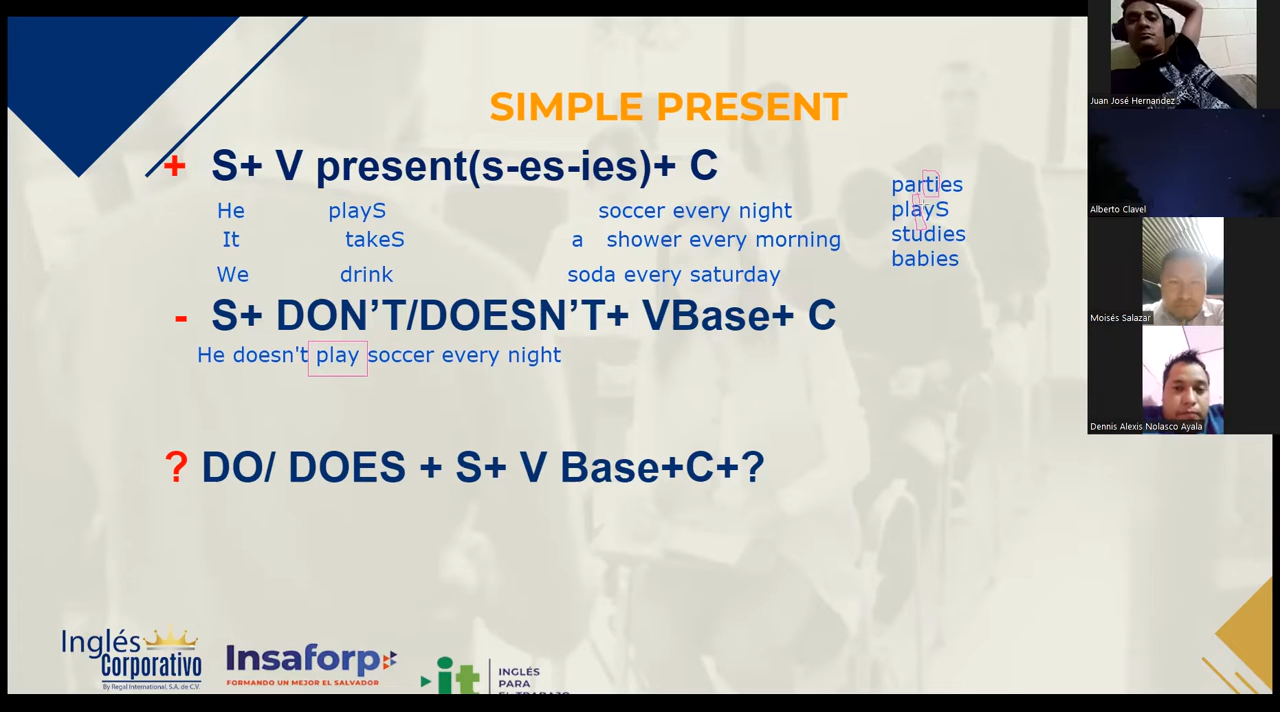 SIMPLE PRESENT
+ S+ V present(s-es-ies)+ C
He playS soccer every night
It takeS a shower every morning
We drink soda every saturday
parties
playS
studies
babies
- S+ DON'T/DOESN'T+ VBase+ C
He doesn't play soccer every night
? DO/ DOES + S+ V Base+C+?
Inglés
Corporativo
By Regal International, S.A. de C.V.
Insaforp
FORMANDO UN MEJOR EL SALVADOR
it
INGLÉS
PARA
EL TRABAJO
Juan José Hernandez
Alberto Clavel
Moisés Salazar
Dennis Alexis Nolasco Ayala